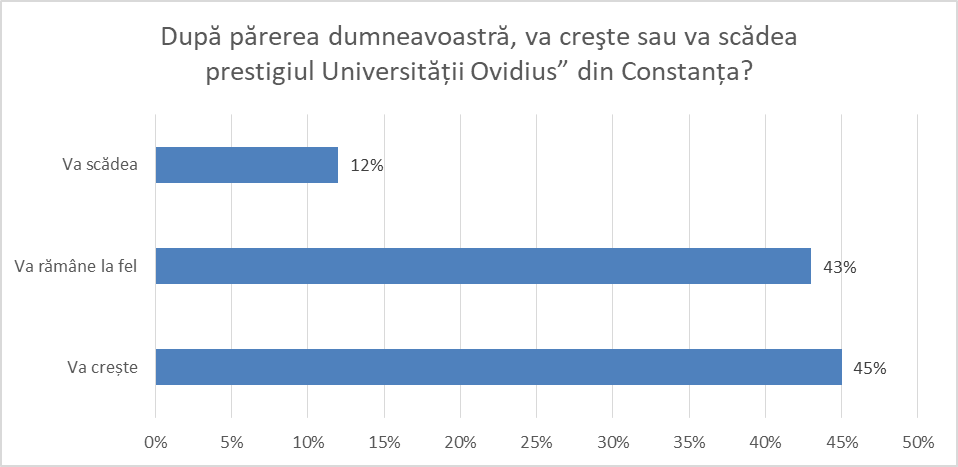 După părerea dumneavoastră, va creşte sau va scădea
prestigiul Universității Ovidius” din Constanța?
Va scădea
12%
Va rămâne la fel
43%
Va crește
45%
0% 5% 10% 15% 20% 25% 30% 35% 40% 45% 50%